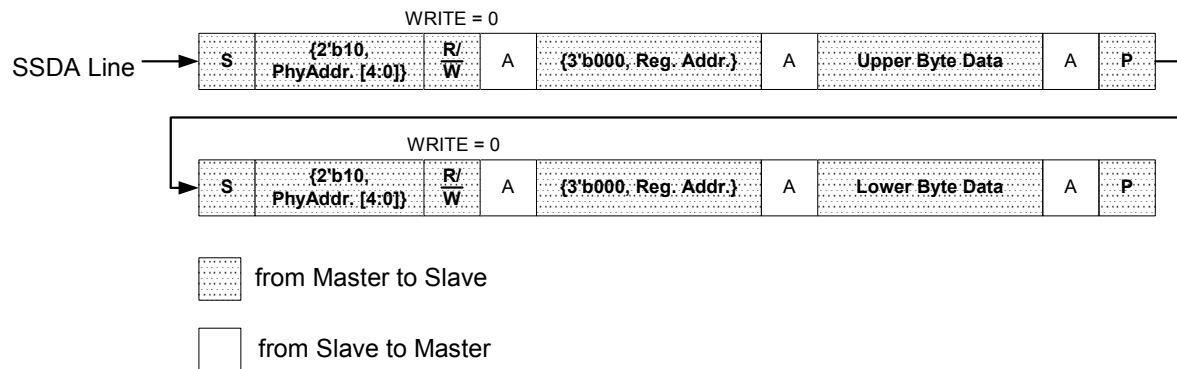 WRITE = 0
SSDA Line
S
{2'b10,
PhyAddr. [4:0]}
R/
W
A
{3'b000, Reg. Addr.}
A
Upper Byte Data
A
P
WRITE = 0
S
{2'b10,
PhyAddr. [4:0]}
R/
W
A
{3'b000, Reg. Addr.}
A
Lower Byte Data
A
P
from Master to Slave
from Slave to Master